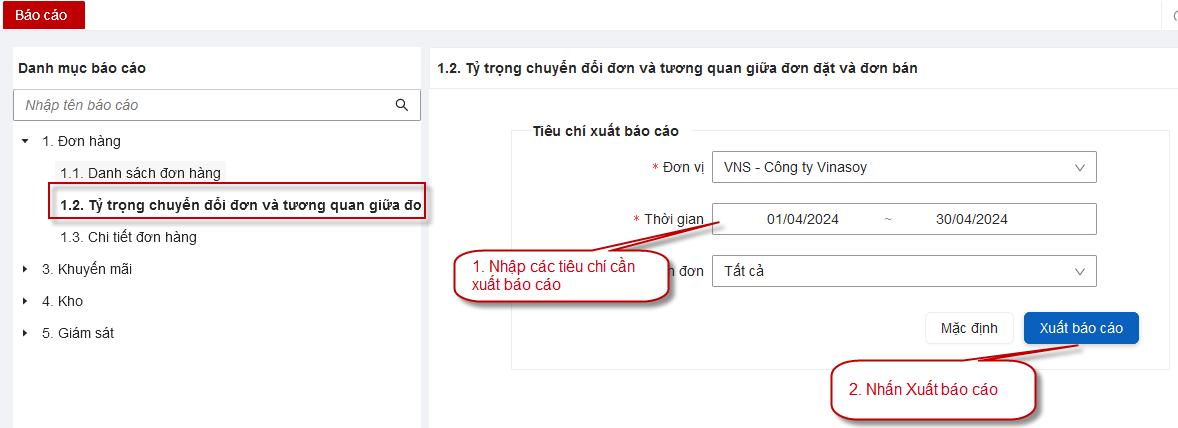 Báo cáo
Danh mục báo cáo
Nhập tên báo cáo
1. Đơn hàng
1.1. Danh sách đơn hàng
1.2. Tỷ trọng chuyển đổi đơn và tương quan giữa đo
1.3. Chi tiết đơn hàng
3. Khuyến mãi
4. Kho
5. Giám sát
1.2. Tỷ trọng chuyển đổi đơn và tương quan giữa đơn đặt và đơn bán
Tiêu chí xuất báo cáo
* Đơn vị VNS - Công ty Vinasoy
* Thời gian 01/04/2024 ~ 30/04/2024
1. Nhập các tiêu chí cần
xuất báo cáo
đơn Tất cả
Mặc định Xuất báo cáo
2. Nhấn Xuất báo cáo